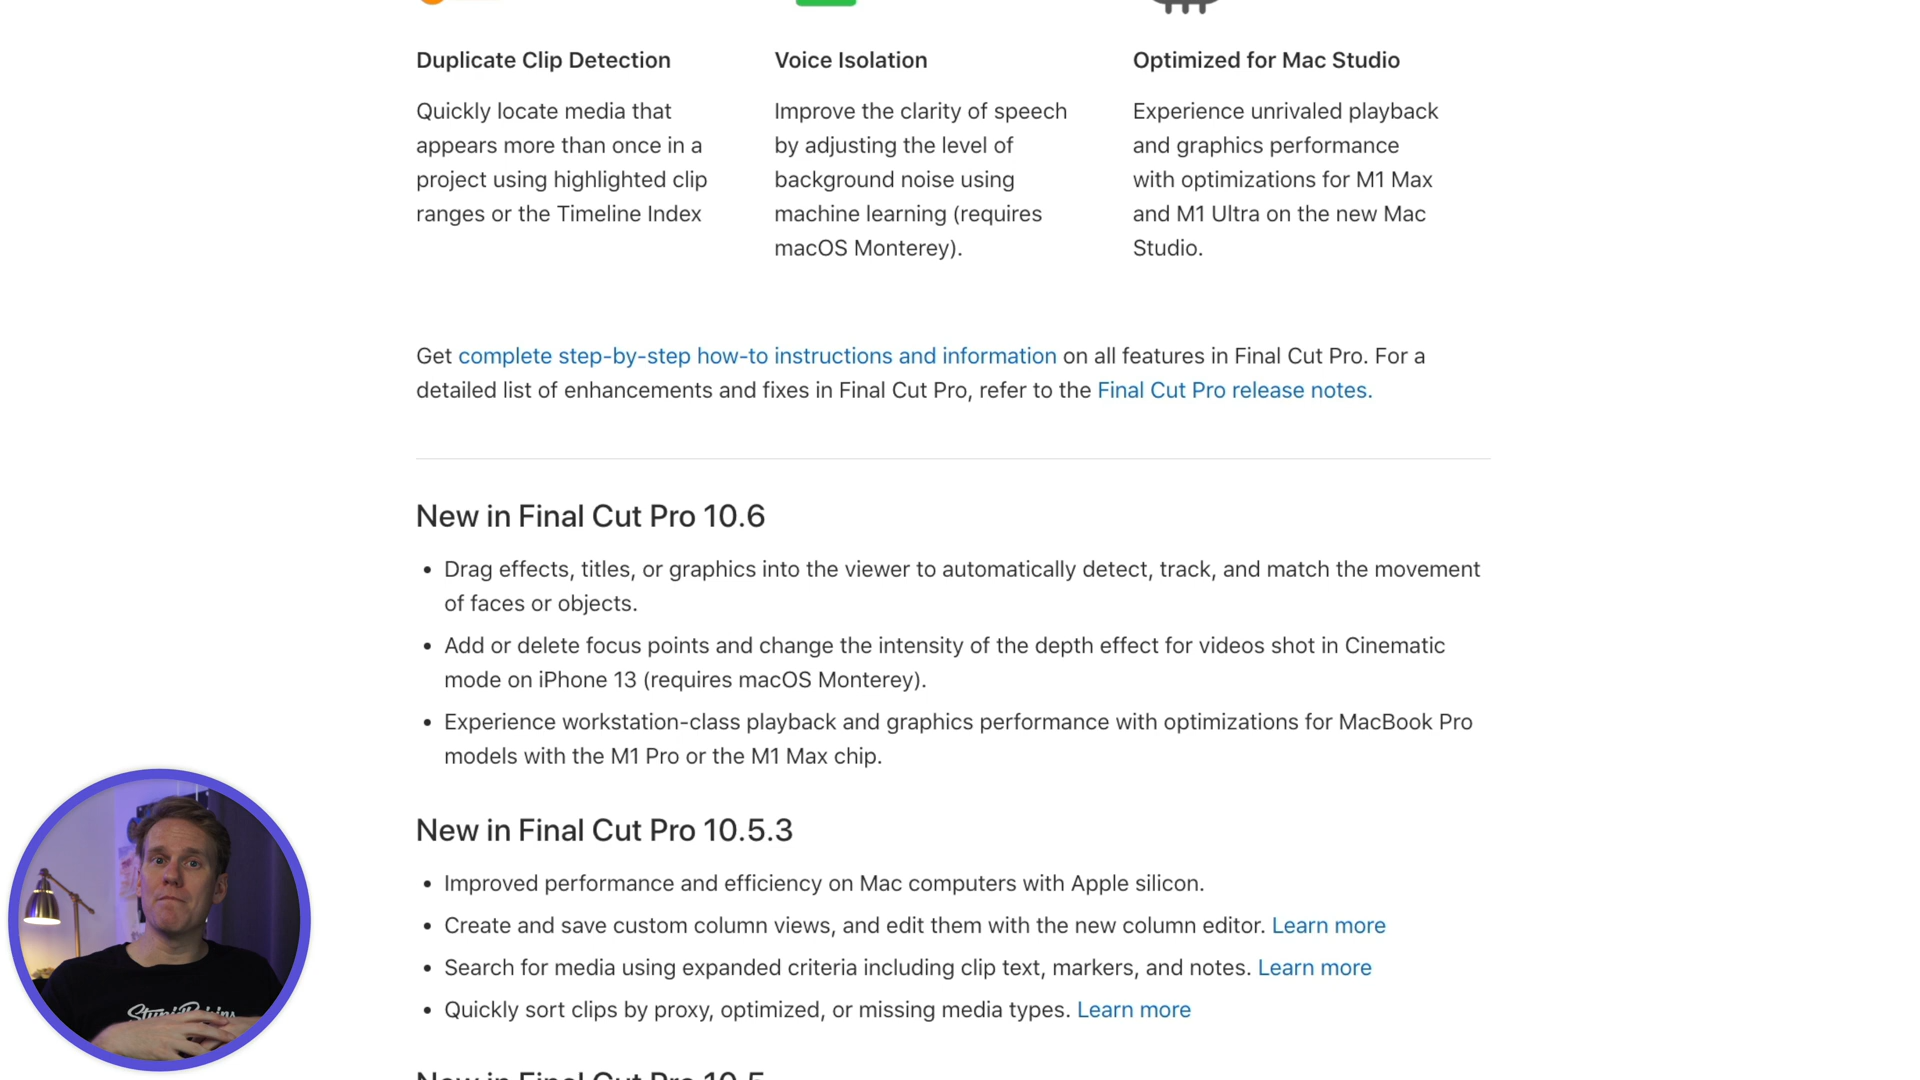 Duplicate Clip Detection
Quickly locate media that
appears more than once in a
project using highlighted clip
ranges or the Timeline Index
Voice Isolation
Improve the clarity of speech
by adjusting the level of
background noise using
machine learning (requires
macOS Monterey).
Optimized for Mac Studio
Experience unrivaled playback
and graphics performance
with optimizations for M1 Max
and M1 Ultra on the new Mac
Studio.
Get complete step-by-step how-to instructions and information on all features in Final Cut Pro. For a
detailed list of enhancements and fixes in Final Cut Pro, refer to the Final Cut Pro release notes.
New in Final Cut Pro 10.6
• Drag effects, titles, or graphics into the viewer to automatically detect, track, and match the movement
of faces or objects.
• Add or delete focus points and change the intensity of the depth effect for videos shot in Cinematic
mode on iPhone 13 (requires macOS Monterey).
• Experience workstation-class playback and graphics performance with optimizations for MacBook Pro
models with the M1 Pro or the M1 Max chip.
New in Final Cut Pro 10.5.3
• Improved performance and efficiency on Mac computers with Apple silicon.
• Create and save custom column views, and edit them with the new column editor. Learn more
• Search for media using expanded criteria including clip text, markers, and notes. Learn more
• Quickly sort clips by proxy, optimized, or missing media types. Learn more
New in Final Cut Pro 10.5